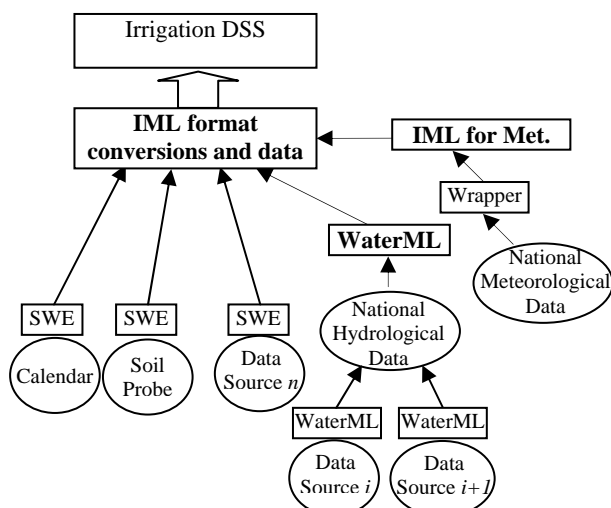 Irrigation DSS
IML format
conversions and data
IML for Met.
Wrapper
WaterML
National
Meteorological
Data
National
Hydrological
Data
SWE
SWE
SWE
Calendar
Soil
Probe
Data
Source n
WaterML
WaterML
Data
Source i
Data
Source i+1